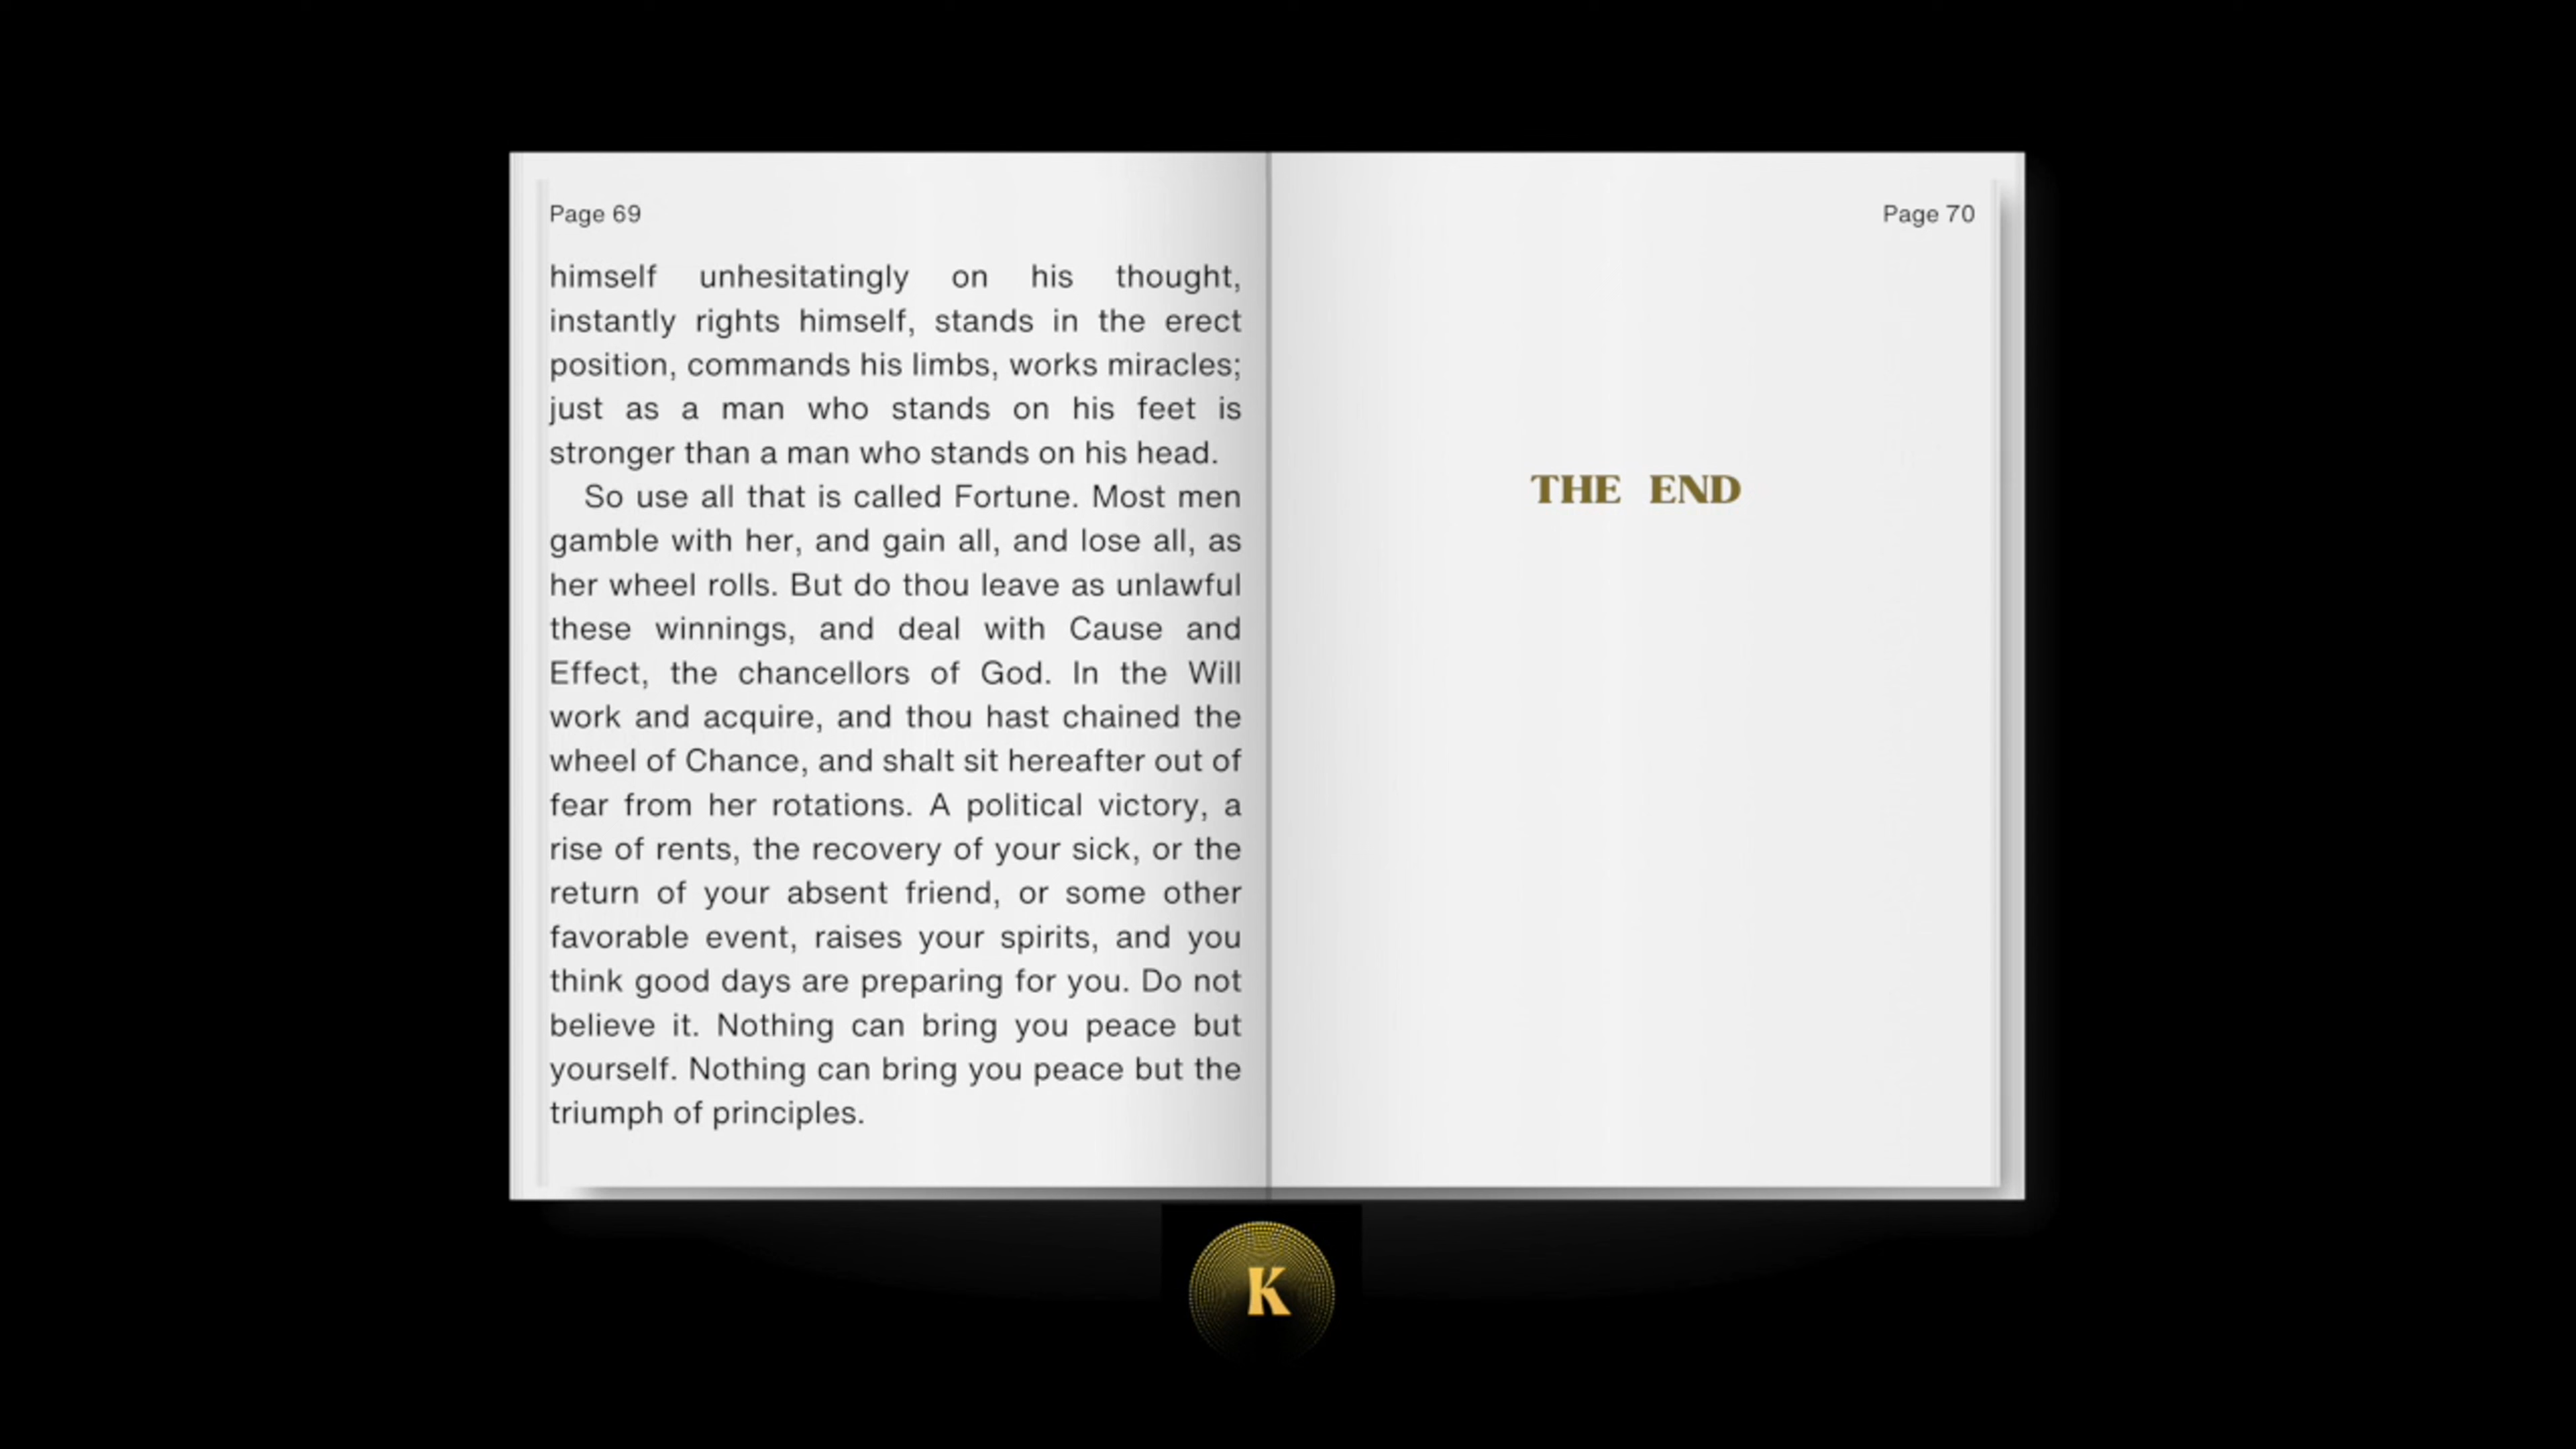 Page 69
himself unhesitatingly on his thought,
instantly rights himself, stands in the erect
position, commands his limbs, works miracles;
just as a man who stands on his feet is
stronger than a man who stands on his head.
So use all that is called Fortune. Most men
gamble with her, and gain all, and lose all, as
her wheel rolls. But do thou leave as unlawful
these winnings, and deal with Cause and
Effect, the chancellors of God. In the Will
work and acquire, and thou hast chained the
wheel of Chance, and shalt sit hereafter out of
fear from her rotations. A political victory, a
rise of rents, the recovery of your sick, or the
return of your absent friend, or some other
favorable event, raises your spirits, and you
think good days are preparing for you. Do not
believe it. Nothing can bring you peace but
yourself. Nothing can bring you peace but the
triumph of principles.
Page 70
THE END
K